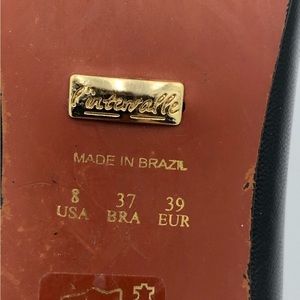 l'intervalle
MADE IN BRAZIL
8 37 39
USA BRA EUR